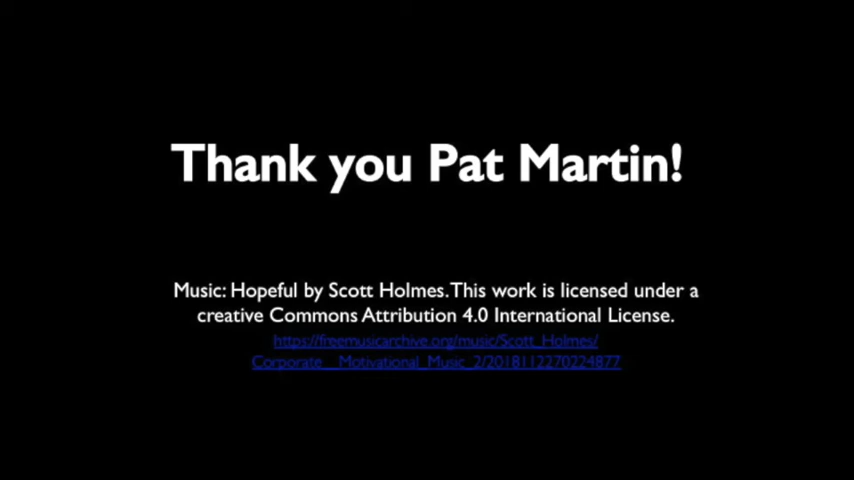 Thank you Pat Martin!
Music: Hopeful by Scott Holmes. This work is licensed under a
creative Commons Attribution 4.0 International License.
https://freemusicarchive.org/music/Scott_Holmes/
Corporate__Motivational_Music_2/2018112270224877